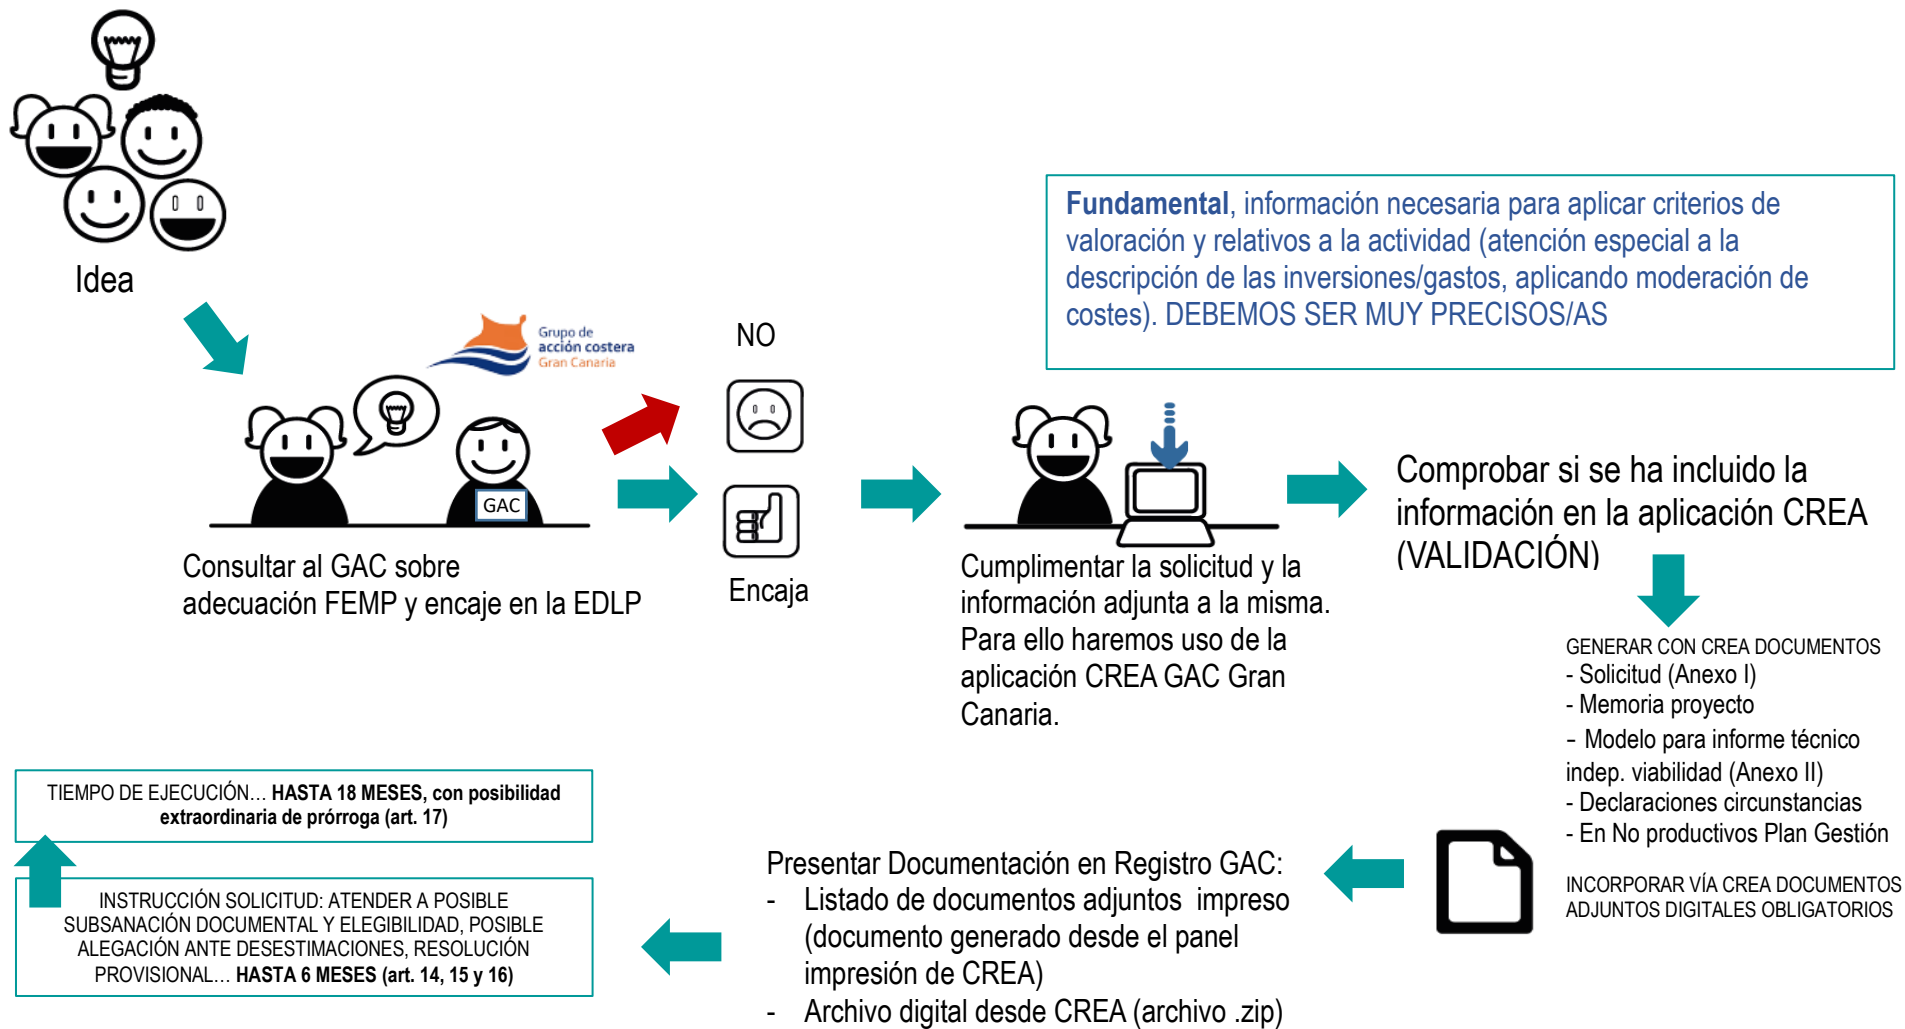 Idea
Grupo de
acción costera
Gran Canaria
GAC
Consultar al GAC sobre
adecuación FEMP y encaje en la EDLP
NO
Encaja
Fundamental, información necesaria para aplicar criterios de
valoración y relativos a la actividad (atención especial a la
descripción de las inversiones/gastos, aplicando moderación de
costes). DEBEMOS SER MUY PRECISOS/AS
Cumplimentar la solicitud y la
información adjunta a la misma.
Para ello haremos uso de la
aplicación CREA GAC Gran
Canaria.
Comprobar si se ha incluido la
información en la aplicación CREA
(VALIDACIÓN)
GENERAR CON CREA DOCUMENTOS
- Solicitud (Anexo I)
- Memoria proyecto
- Modelo para informe técnico
indep. viabilidad (Anexo II)
- Declaraciones circunstancias
- En No productivos Plan Gestión
INCORPORAR VÍA CREA DOCUMENTOS
ADJUNTOS DIGITALES OBLIGATORIOS
Presentar Documentación en Registro GAC:
- Listado de documentos adjuntos impreso
(documento generado desde el panel
impresión de CREA)
- Archivo digital desde CREA (archivo .zip)
INSTRUCCIÓN SOLICITUD: ATENDER A POSIBLE
SUBSANACIÓN DOCUMENTAL Y ELEGIBILIDAD, POSIBLE
ALEGACIÓN ANTE DESESTIMACIONES, RESOLUCIÓN
PROVISIONAL... HASTA 6 MESES (art. 14, 15 y 16)
TIEMPO DE EJECUCIÓN... HASTA 18 MESES, con posibilidad
extraordinaria de prórroga (art. 17)